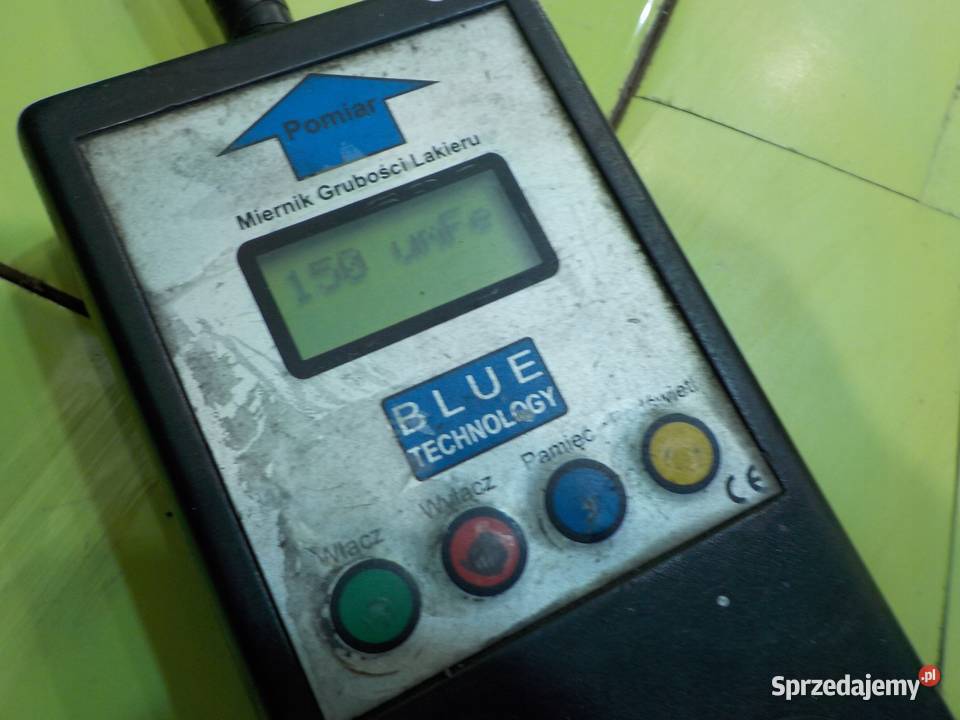 Pomiar
Miernik Grubości Lakieru
150 umFe
BLUE
TECHNOLOGY
Włącz
Wyłącz
Pamięć
CE
Sprzedajemy.pl